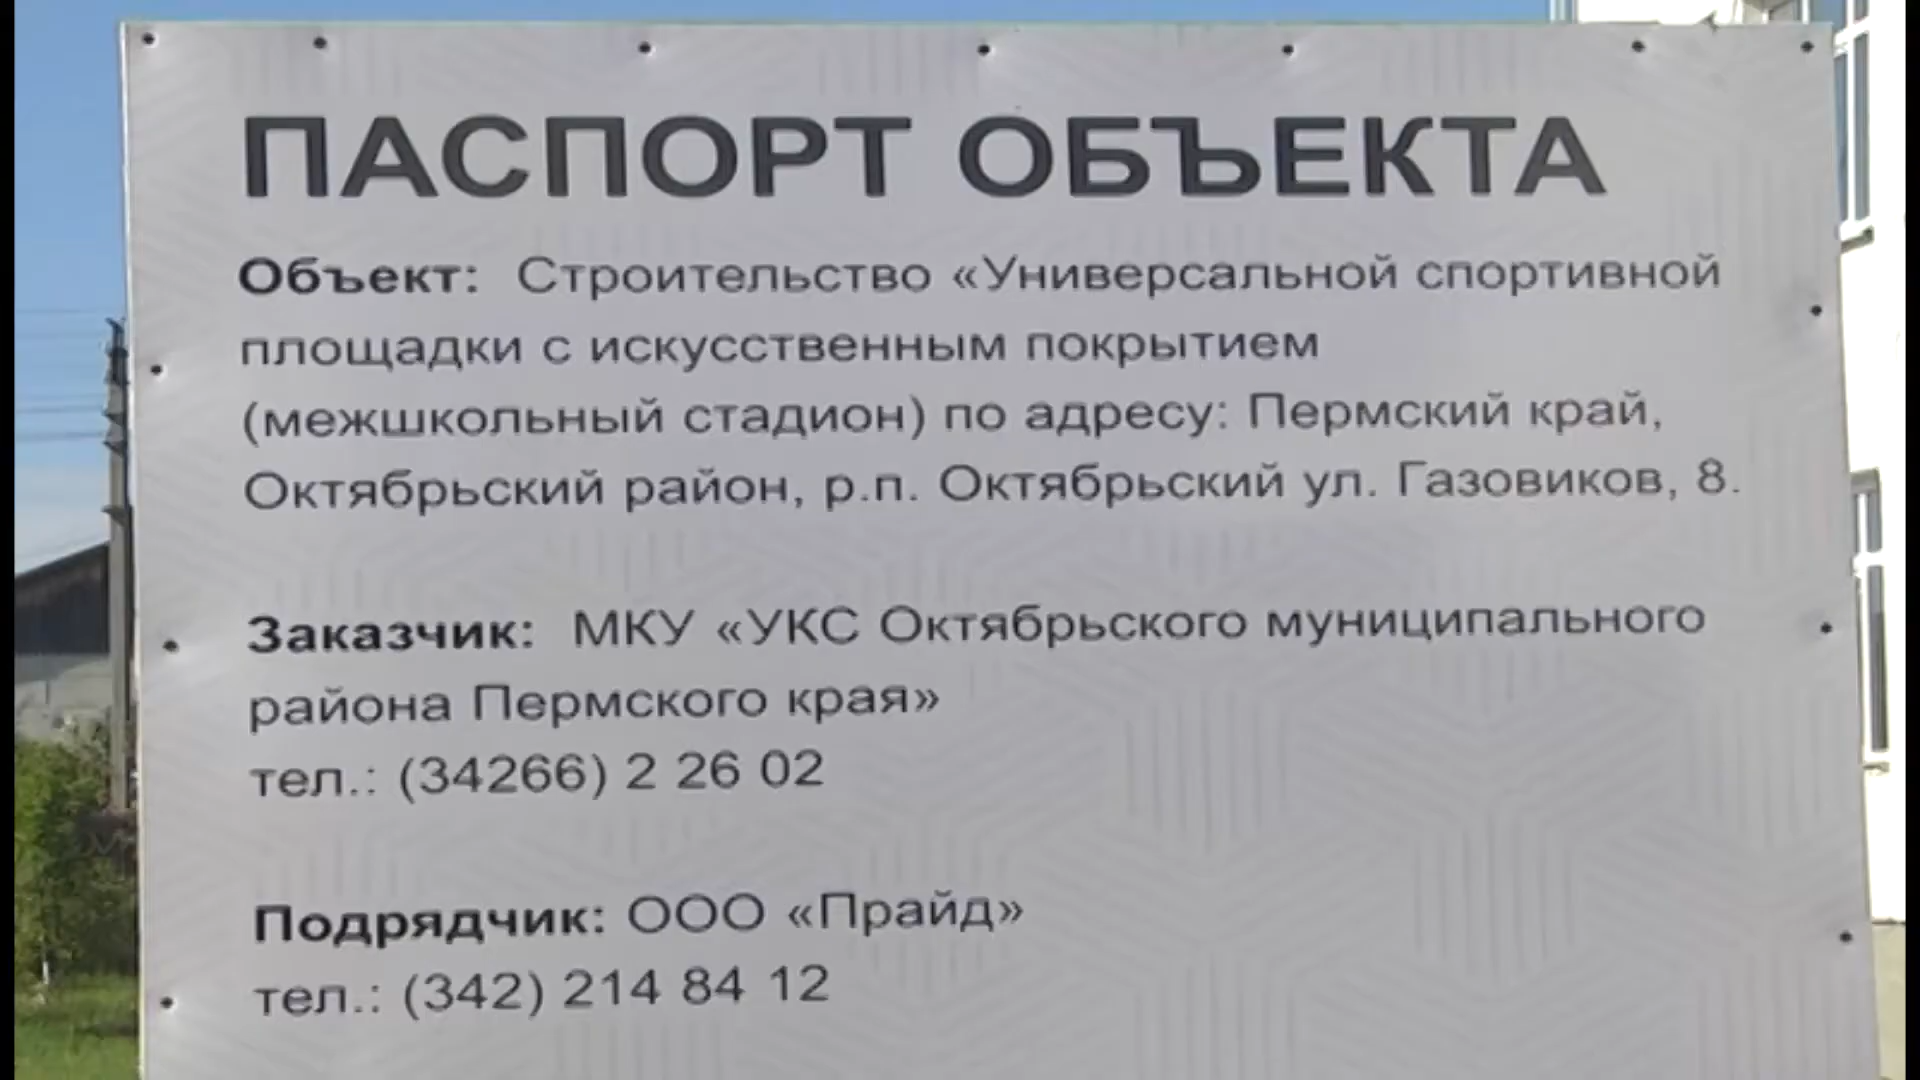 ПАСПОРТ ОБЪЕКТА
Объект: Строительство «Универсальной спортивной
площадки с искусственным покрытием
(межшкольный стадион) по адресу: Пермский край,
Октябрьский район, р.п. Октябрьский ул. Газовиков, 8.
Заказчик: МКУ «УКС Октябрьского муниципального
района Пермского края»
тел.: (34266) 2 26 02
Подрядчик: ООО «Прайд»
тел.: (342) 214 84 12